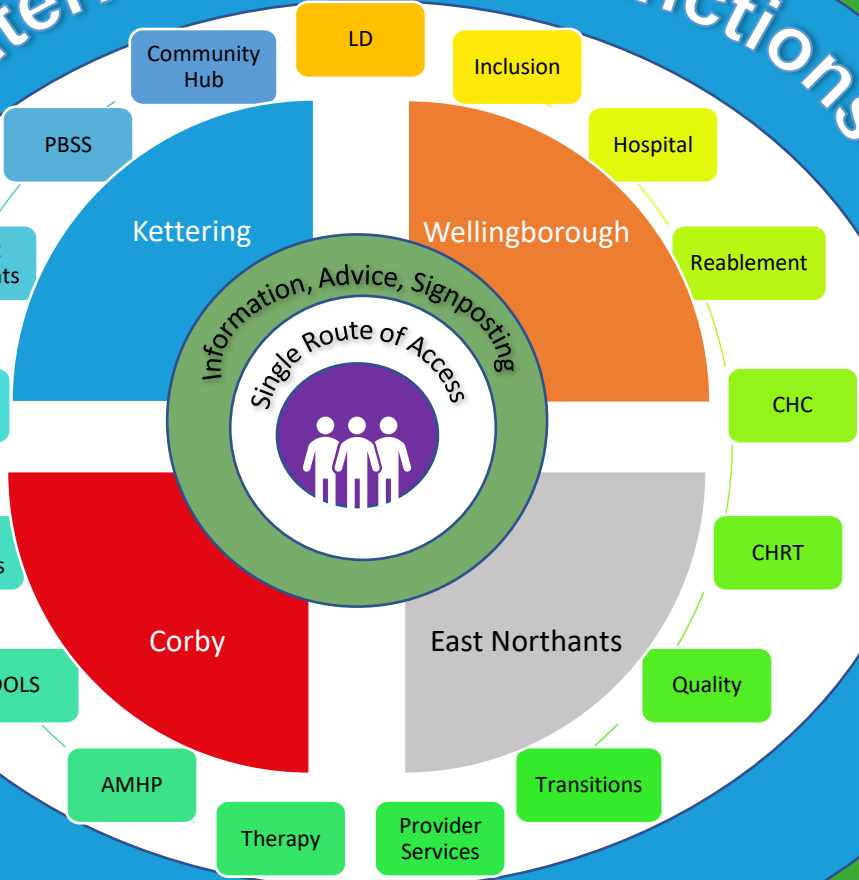 LD
Community
Hub
Inclusion
PBSS
Hospital
Kettering
Wellingborough
Reablement
Information, Advice, Signposting
Single Route of Access
CHC
CHRT
Corby
East Northants
Quality
AMHP
Transitions
Therapy
Provider
Services